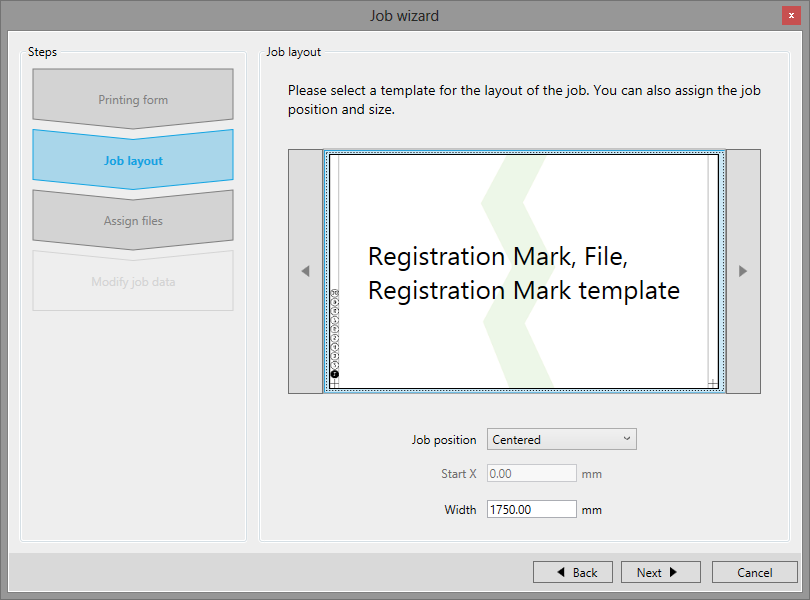 Job wizard
x
Steps
Job layout
Printing form
Job layout
Assign files
Modify job data
Please select a template for the layout of the job. You can also assign the job
position and size.
Registration Mark, File,
Registration Mark template
Job position Centered
Start X 0.00 mm
Width 1750.00 mm
Back Next Cancel